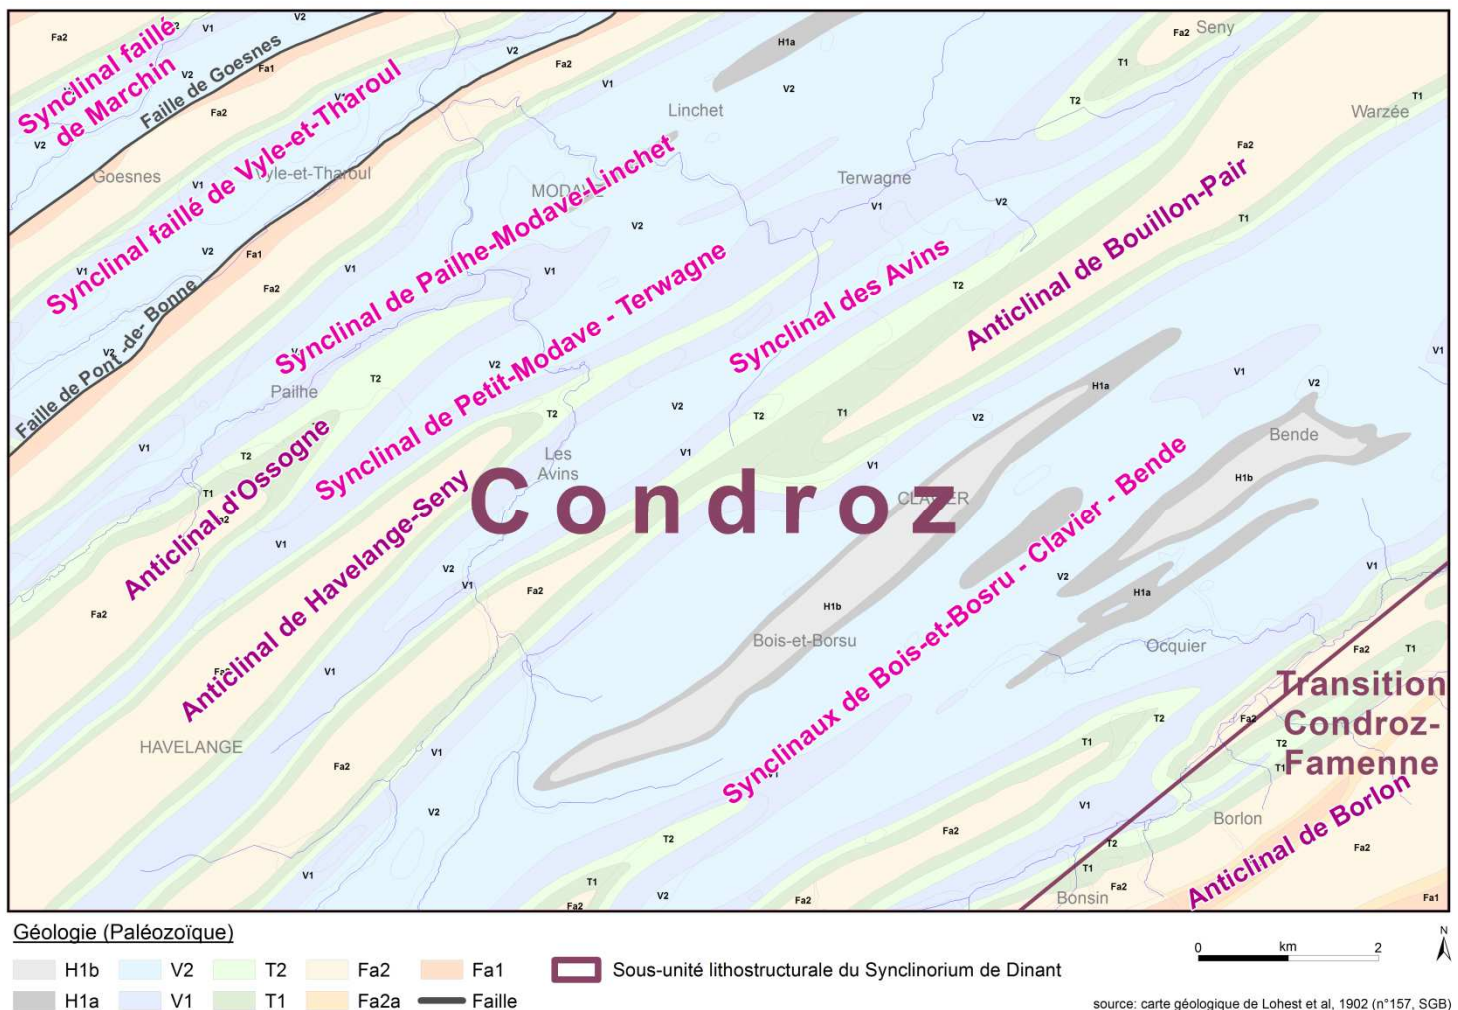 Synclinal faillé
de Marchin
Faille de Goesnes
Synclinal faillé de Vyle-et-Tharoul
Faille de Pont -de- Bonne
Goesnes
Vyle-et-Tharoul
Linchet
Seny
Warzée
Terwagne
Synclinal de Pailhe-Modave-Linchet
Synclinal de Petit-Modave - Terwagne
Synclinal des Avins
Anticlinal de Bouillon-Pair
Pailhe
Anticlinal d'Ossogne
Anticlinal de Havelange-Seny
Les
Avins
Condroz
Bende
Synclinaux de Bois-et-Bosru - Clavier - Bende
Bois-et-Borsu
Ocquier
HAVELANGE
Transition
Condroz-
Famenne
Borlon
Anticlinal de Borlon
Bonsin
Fa2
V1
V2
Fa1
H1a
T1
T2
H1b
Géologie (Paléozoïque)
H1b V2 T2 Fa2 Fa1 Sous-unité lithostructurale du Synclinorium de Dinant
H1a V1 T1 Fa2a Faille
0 km 2
N
source: carte géologique de Lohest et al, 1902 (n°157, SGB)